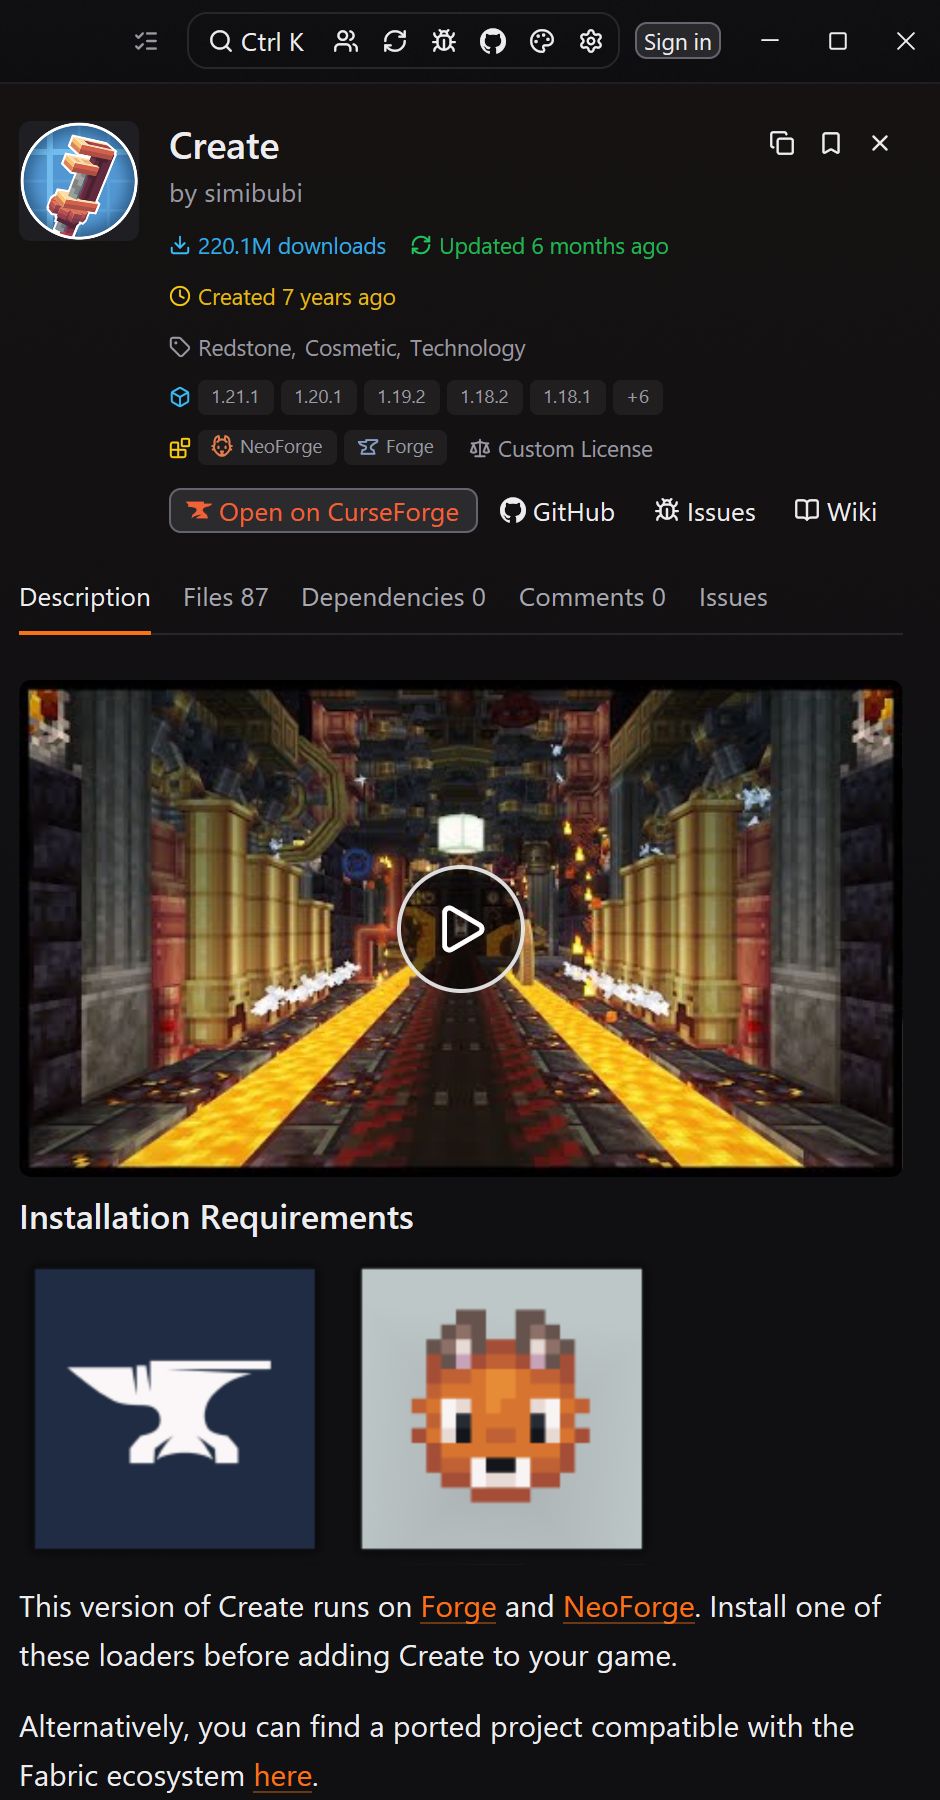 Ctrl K
Sign in
Create
by simibubi
220.1M downloads Updated 6 months ago
Created 7 years ago
Redstone, Cosmetic, Technology
1.21.1 1.20.1 1.19.2 1.18.2 1.18.1 +6
NeoForge Forge Custom License
Open on CurseForge GitHub Issues Wiki
Description Files 87 Dependencies 0 Comments 0 Issues
Installation Requirements
This version of Create runs on Forge and NeoForge. Install one of
these loaders before adding Create to your game.
Alternatively, you can find a ported project compatible with the
Fabric ecosystem here.